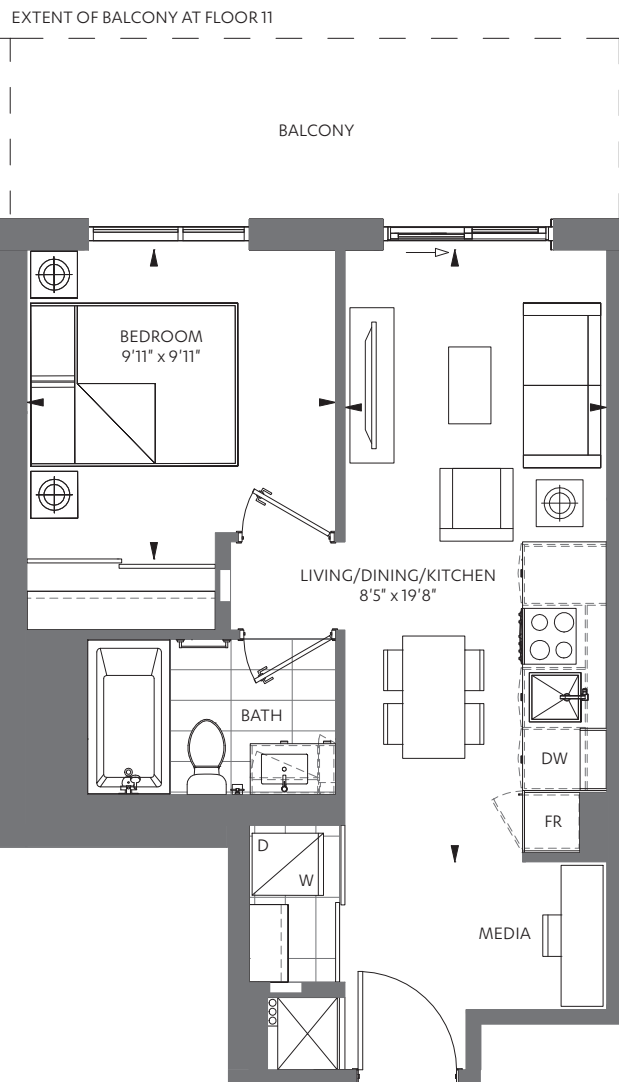 EXTENT OF BALCONY AT FLOOR 11
BALCONY
BEDROOM
9'11" x 9'11"
LIVING/DINING/KITCHEN
8'5" x 19'8"
BATH
DW
FR
D
W
MEDIA